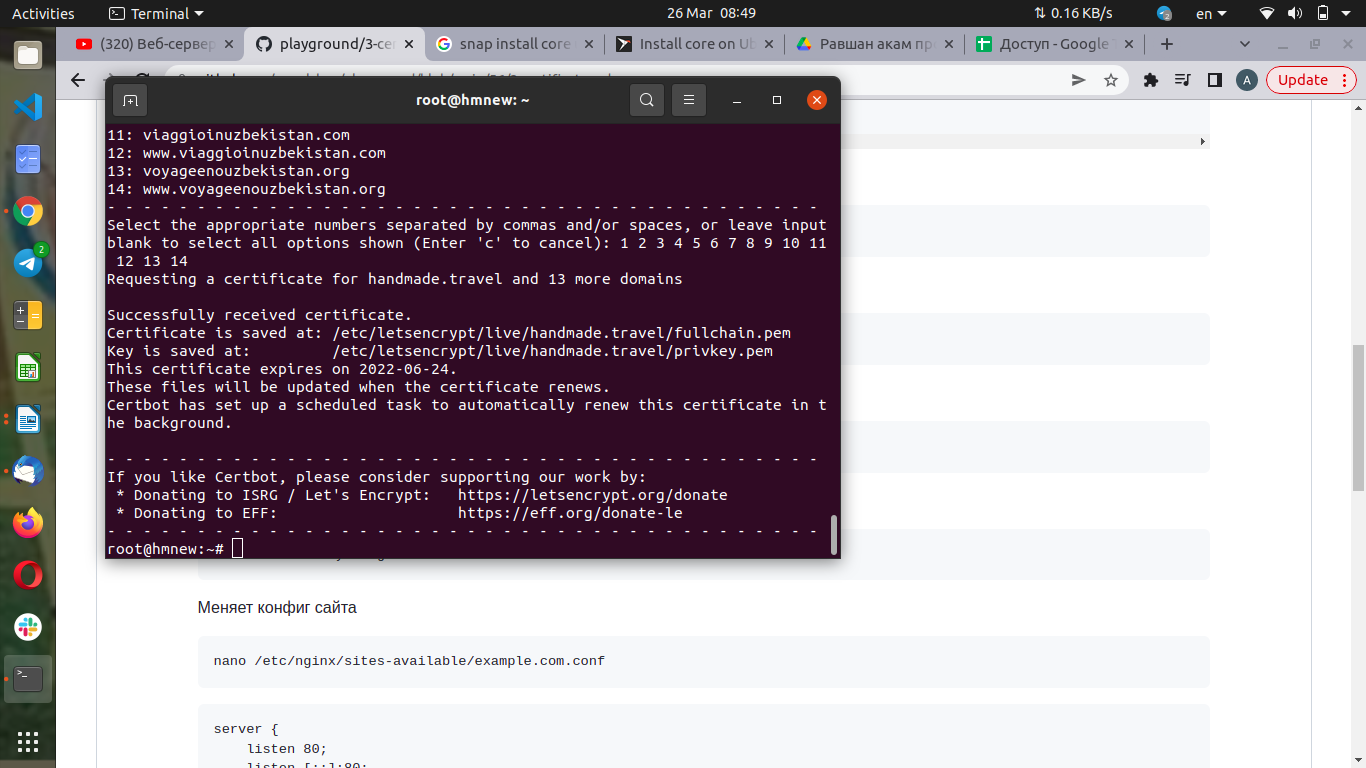 Activities
Terminal
26 Mar 08:49
0.16 KB/s
2
en
(320) Веб-сервер
playground/3-cer
snap install core
Install core on Ub
Равшан акам пр
Доступ - Google
A
Update
root@hmnew: ~
11: viaggioinuzbekistan.com
12: www.viaggioinuzbekistan.com
13: voyageenouzbekistan.org
14: www.voyageenouzbekistan.org
- - - - - - - - - - - - - - - - - - - - - - - - - - - - - - - - - - - - - - - -
Select the appropriate numbers separated by commas and/or spaces, or leave input
blank to select all options shown (Enter 'c' to cancel): 1 2 3 4 5 6 7 8 9 10 11
 12 13 14
Requesting a certificate for handmade.travel and 13 more domains
Successfully received certificate.
Certificate is saved at: /etc/letsencrypt/live/handmade.travel/fullchain.pem
Key is saved at:         /etc/letsencrypt/live/handmade.travel/privkey.pem
This certificate expires on 2022-06-24.
These files will be updated when the certificate renews.
Certbot has set up a scheduled task to automatically renew this certificate in t
he background.
- - - - - - - - - - - - - - - - - - - - - - - - - - - - - - - - - - - - - - - -
If you like Certbot, please consider supporting our work by:
 * Donating to ISRG / Let's Encrypt:   https://letsencrypt.org/donate
 * Donating to EFF:                    https://eff.org/donate-le
- - - - - - - - - - - - - - - - - - - - - - - - - - - - - - - - - - - - - - - -
root@hmnew:~#
Меняет конфиг сайта
nano /etc/nginx/sites-available/example.com.conf
server {
    listen 80;
    listen [::]:80;